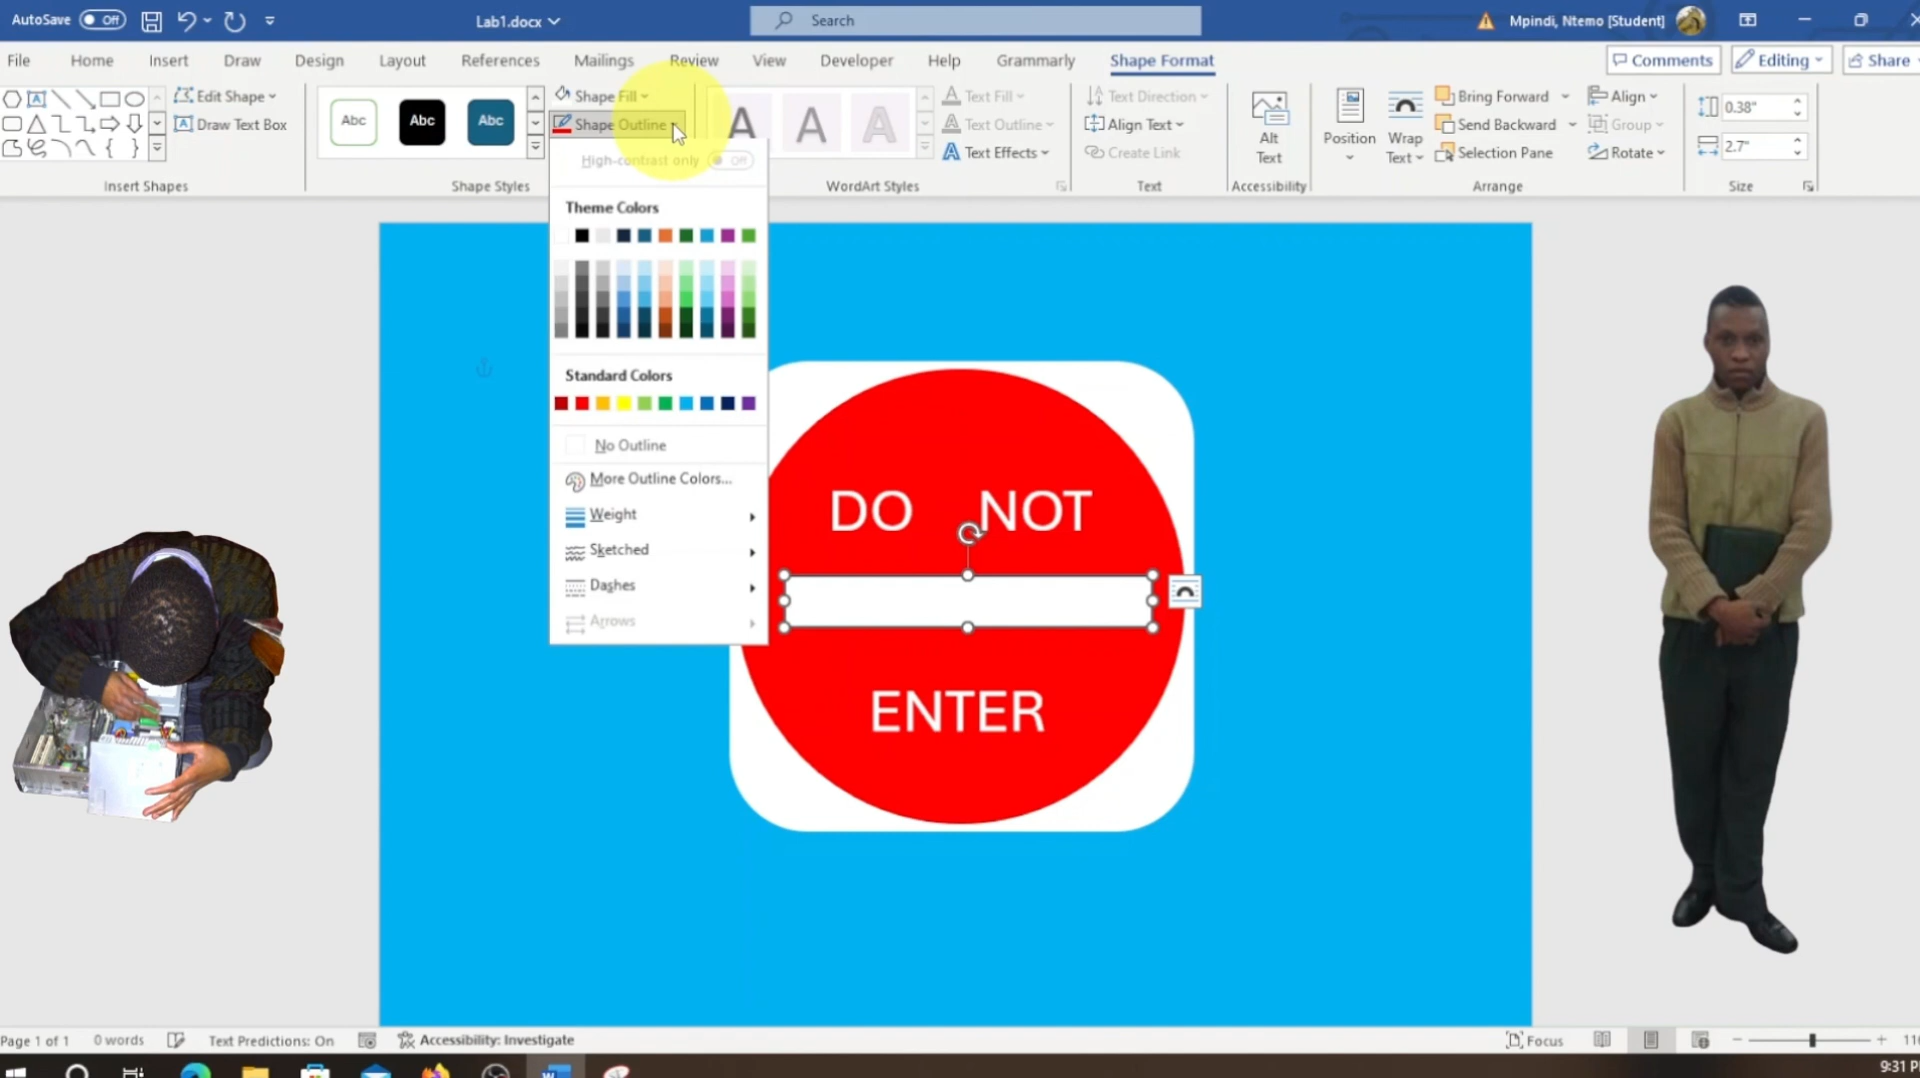 AutoSave Off Lab1.docx Search Mpindi, Ntemo [Student]
File Home Insert Draw Design Layout References Mailings Review View Developer Help Grammarly Shape Format Comments Editing Share
Edit Shape
Draw Text Box
Insert Shapes
Abc Abc Abc
Shape Styles
Shape Fill
Shape Outline
A A A
WordArt Styles
Text Fill
Text Outline
Text Effects
Text Direction
Align Text
Create Link
Text
Alt
Text
Accessibility
Position
Wrap
Text
Bring Forward
Send Backward
Selection Pane
Align
Group
Rotate
Arrange
0.38"
2.7"
Size
High-contrast only Off
Theme Colors
Standard Colors
No Outline
More Outline Colors...
Weight
Sketched
Dashes
Arrows
DO NOT
ENTER
Page 1 of 1 0 words Text Predictions: On Accessibility: Investigate Focus
9:31